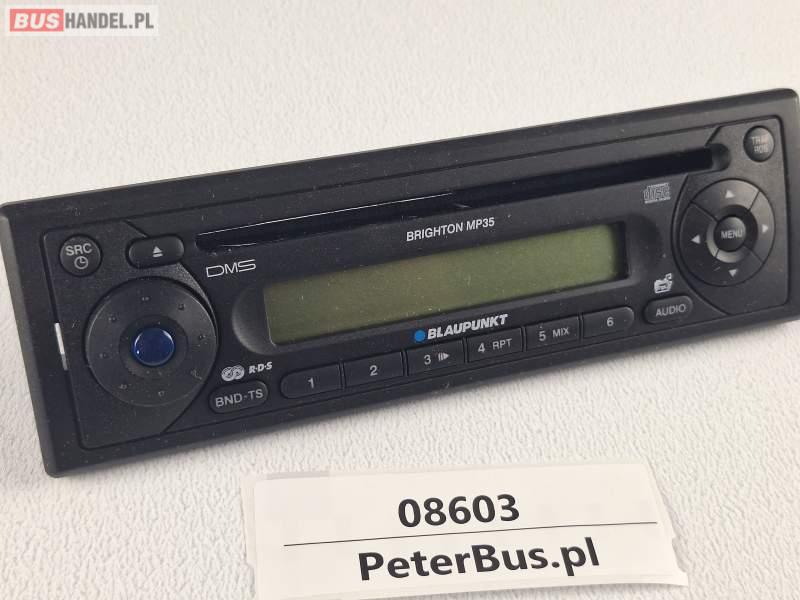 BUSHANDEL.PL
TRAF
RDS
SRC
DMS
BRIGHTON MP35
MENU
BLAUPUNKT
AUDIO
R·D·S
BND-TS
1
2
3
4 RPT
5 MIX
6
08603
PeterBus.pl